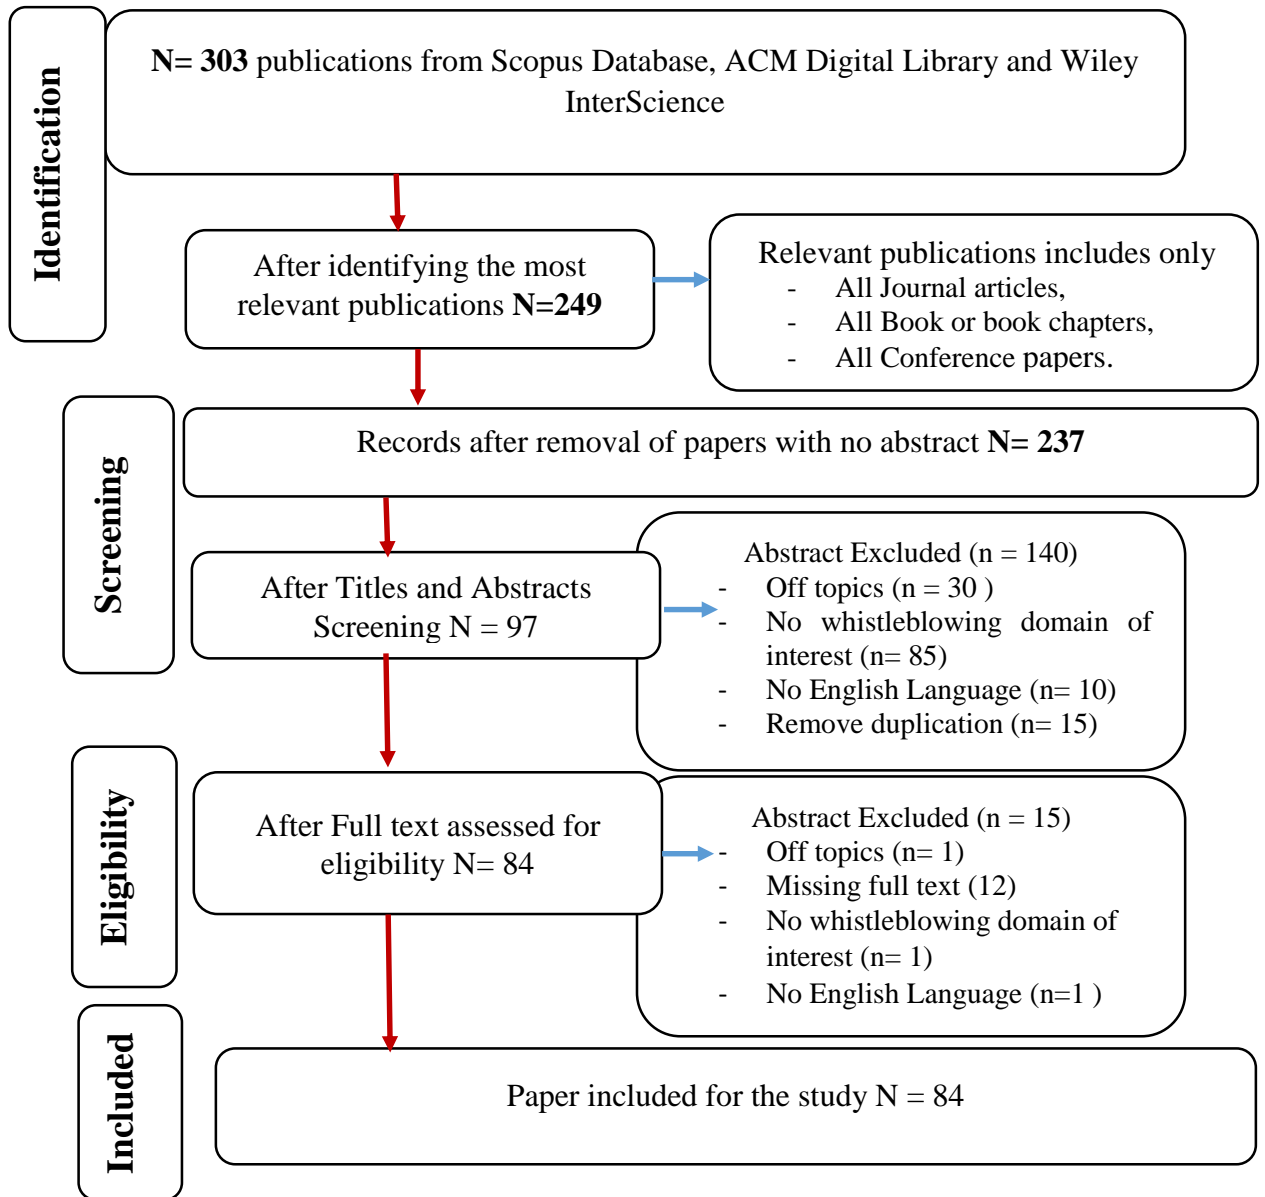 Identification
N= 303 publications from Scopus Database, ACM Digital Library and Wiley
InterScience
After identifying the most
relevant publications N=249
Relevant publications includes only
- All Journal articles,
- All Book or book chapters,
- All Conference papers.
Screening
Records after removal of papers with no abstract N= 237
After Titles and Abstracts
Screening N = 97
Abstract Excluded (n = 140)
- Off topics (n = 30 )
- No whistleblowing domain of
interest (n= 85)
- No English Language (n= 10)
- Remove duplication (n= 15)
Eligibility
After Full text assessed for
eligibility N= 84
Abstract Excluded (n = 15)
- Off topics (n= 1)
- Missing full text (12)
- No whistleblowing domain of
interest (n= 1)
- No English Language (n=1 )
Included
Paper included for the study N = 84